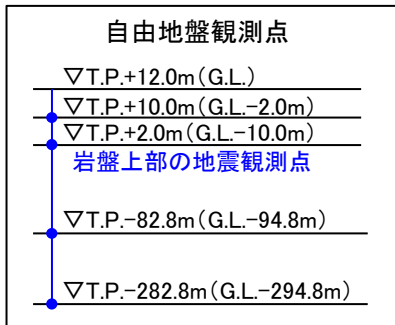 自由地盤観測点
▽T.P.+12.0m(G.L.)
▽T.P.+10.0m(G.L.-2.0m)
▽T.P.+2.0m(G.L.-10.0m)
岩盤上部の地震観測点
▽T.P.-82.8m(G.L.-94.8m)
▽T.P.-282.8m(G.L.-294.8m)